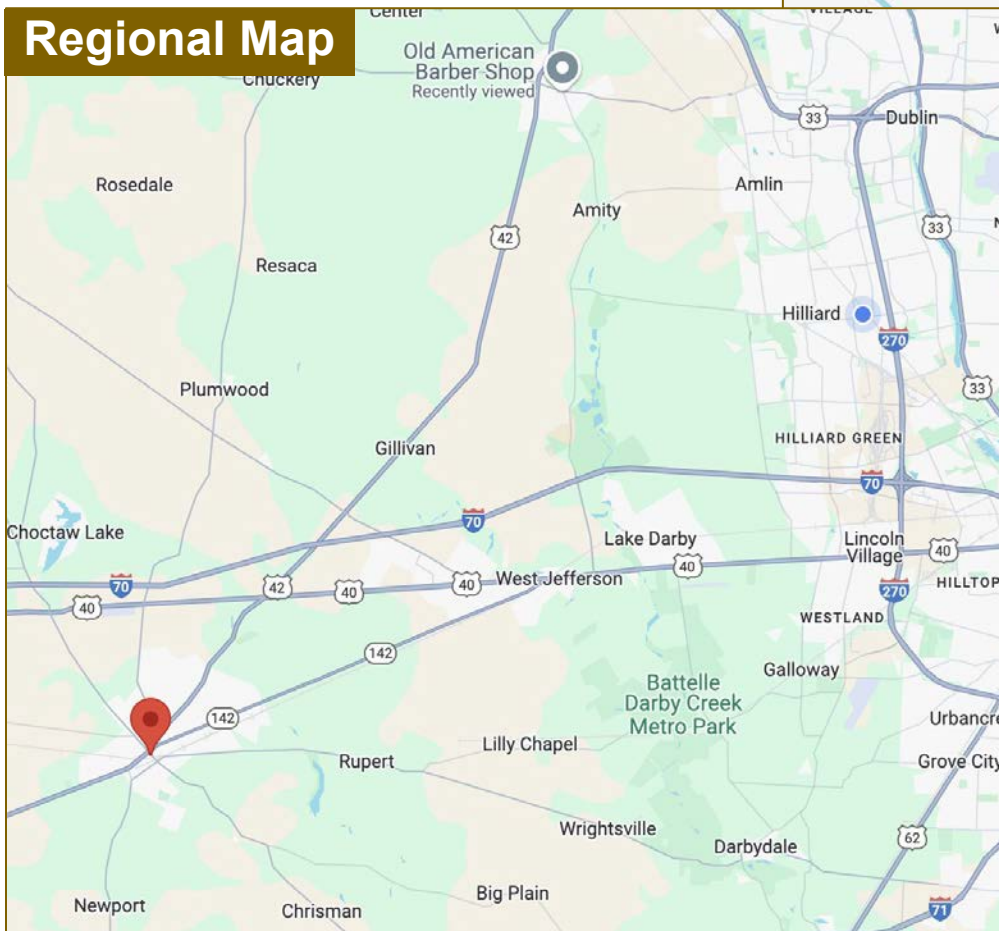 VILLAGE
Center
Regional Map
Old American
Barber Shop
Recently viewed
Chuckery
33
Dublin
Rosedale
Amlin
Amity
33
42
Resaca
Hilliard
270
Plumwood
33
Gillivan
HILLIARD GREEN
70
70
Choctaw Lake
Lake Darby
Lincoln
Village
40
West Jefferson
40
70
42
40
40
40
270
HILLTOP
WESTLAND
142
Galloway
Battelle
Darby Creek
Metro Park
142
Urbancre
Lilly Chapel
Rupert
Grove City
Wrightsville
62
Darbydale
Big Plain
Newport
Chrisman
71